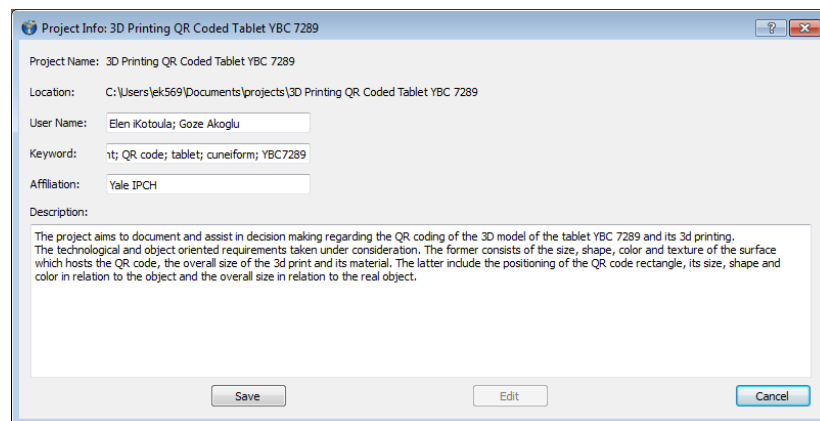 Project Info: 3D Printing QR Coded Tablet YBC 7289
Project Name: 3D Printing QR Coded Tablet YBC 7289
Location: C:\Users\ek569\Documents\projects\3D Printing QR Coded Tablet YBC 7289
User Name: Elen iKotoula; Goze Akoglu
Keyword: nt; QR code; tablet; cuneiform; YBC7289
Affiliation: Yale IPCH
Description:
The project aims to document and assist in decision making regarding the QR coding of the 3D model of the tablet YBC 7289 and its 3d printing.
The technological and object oriented requirements taken under consideration. The former consists of the size, shape, color and texture of the surface
which hosts the QR code, the overall size of the 3d print and its material. The latter include the positioning of the QR code rectangle, its size, shape and
color in relation to the object and the overall size in relation to the real object.
Save Edit Cancel